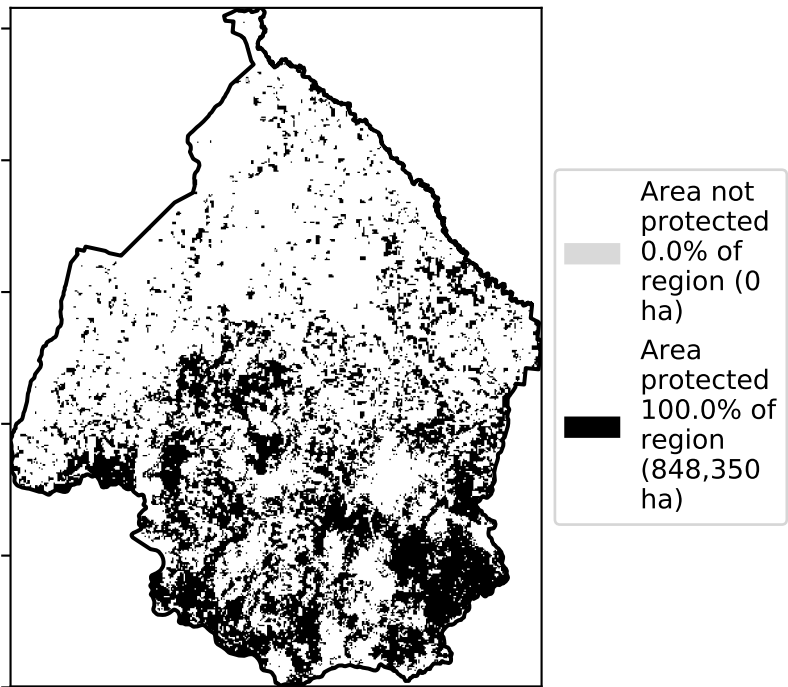 Area not
protected
0.0% of
region (0
ha)
Area
protected
100.0% of
region
(848,350
ha)